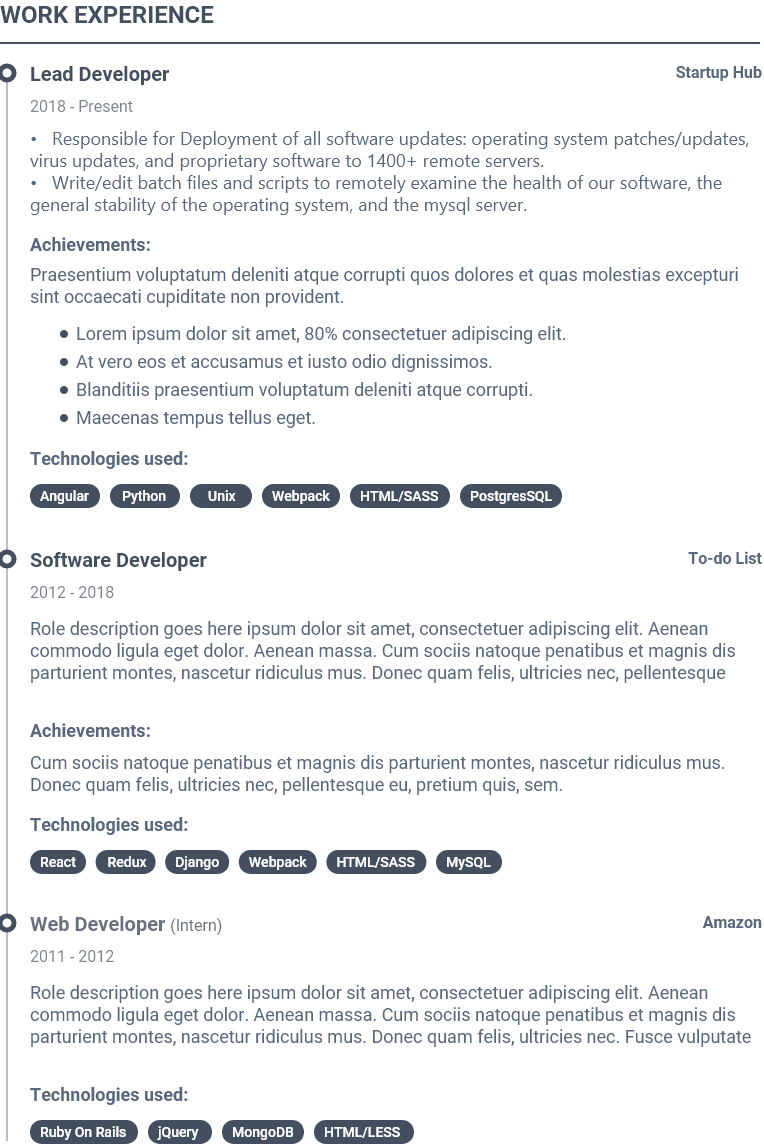 WORK EXPERIENCE
Lead Developer
Startup Hub
2018 - Present
• Responsible for Deployment of all software updates: operating system patches/updates,
virus updates, and proprietary software to 1400+ remote servers.
• Write/edit batch files and scripts to remotely examine the health of our software, the
general stability of the operating system, and the mysql server.
Achievements:
Praesentium voluptatum deleniti atque corrupti quos dolores et quas molestias excepturi
sint occaecati cupiditate non provident.
• Lorem ipsum dolor sit amet, 80% consectetuer adipiscing elit.
• At vero eos et accusamus et iusto odio dignissimos.
• Blanditiis praesentium voluptatum deleniti atque corrupti.
• Maecenas tempus tellus eget.
Technologies used:
Angular Python Unix Webpack HTML/SASS PostgresSQL
Software Developer
To-do List
2012 - 2018
Role description goes here ipsum dolor sit amet, consectetuer adipiscing elit. Aenean
commodo ligula eget dolor. Aenean massa. Cum sociis natoque penatibus et magnis dis
parturient montes, nascetur ridiculus mus. Donec quam felis, ultricies nec, pellentesque
Achievements:
Cum sociis natoque penatibus et magnis dis parturient montes, nascetur ridiculus mus.
Donec quam felis, ultricies nec, pellentesque eu, pretium quis, sem.
Technologies used:
React Redux Django Webpack HTML/SASS MySQL
Web Developer (Intern)
Amazon
2011 - 2012
Role description goes here ipsum dolor sit amet, consectetuer adipiscing elit. Aenean
commodo ligula eget dolor. Aenean massa. Cum sociis natoque penatibus et magnis dis
parturient montes, nascetur ridiculus mus. Donec quam felis, ultricies nec. Fusce vulputate
Technologies used:
Ruby On Rails jQuery MongoDB HTML/LESS